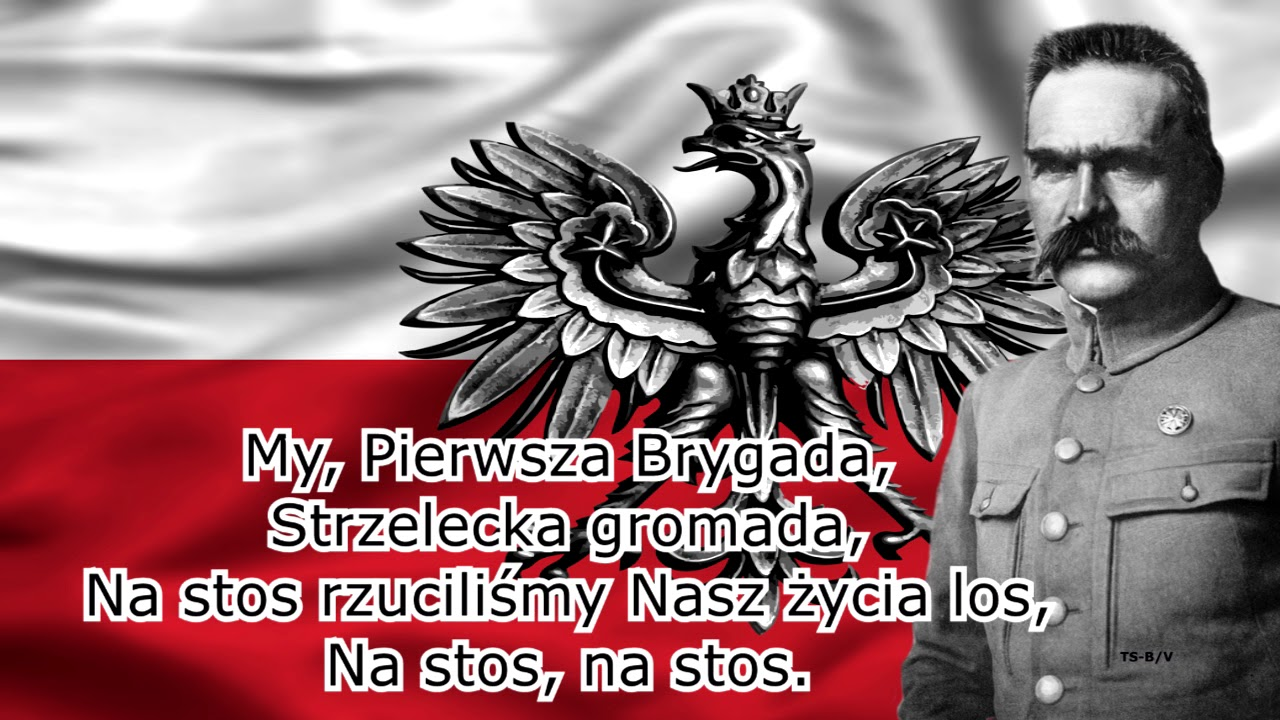 My, Pierwsza Brygada,
Strzelecka gromada,
Na stos rzuciliśmy Nasz życia los,
Na stos, na stos.
TS-B/V